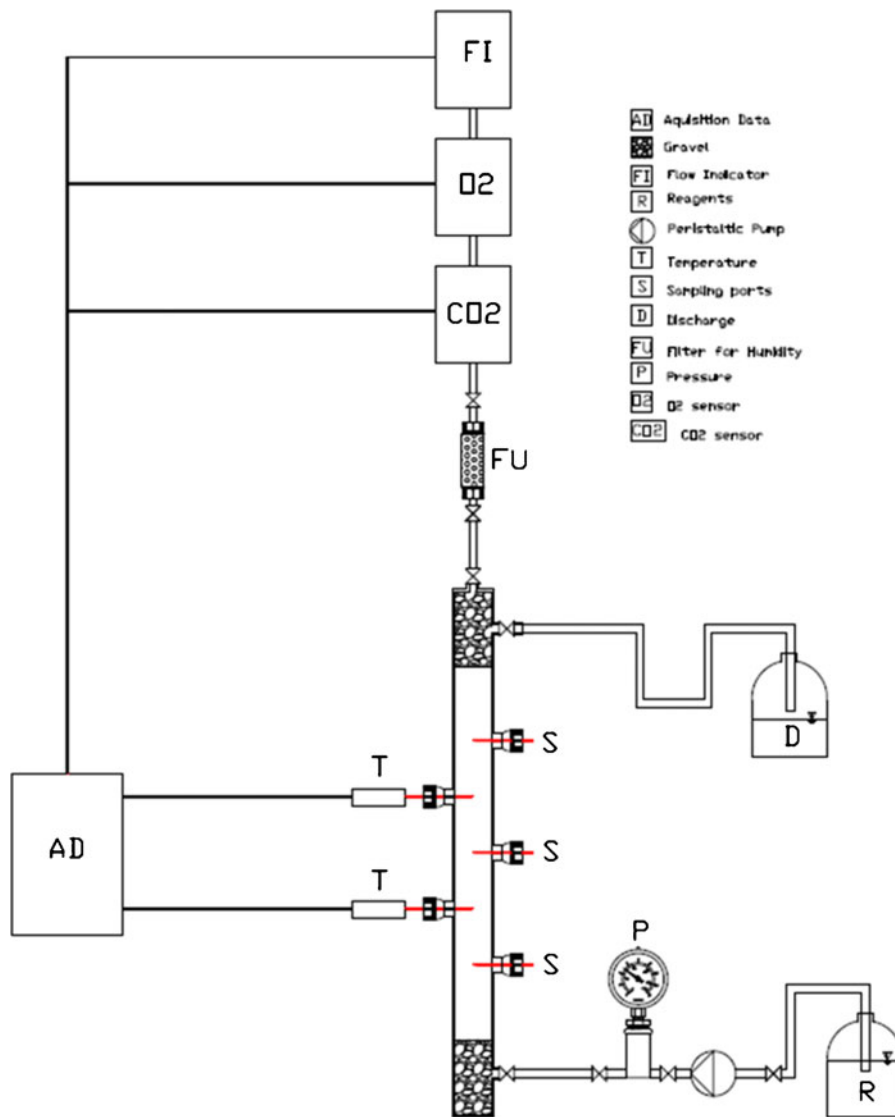 FI
O2
CO2
FU
AD Aquisition Data
Gravel
FI Flow Indicator
R Reagents
Peristaltic Pump
T Temperature
S Sampling ports
D Discharge
FU Filter for Humidity
P Pressure
O2 O2 sensor
CO2 CO2 sensor
S
D
T
AD
S
T
P
S
R